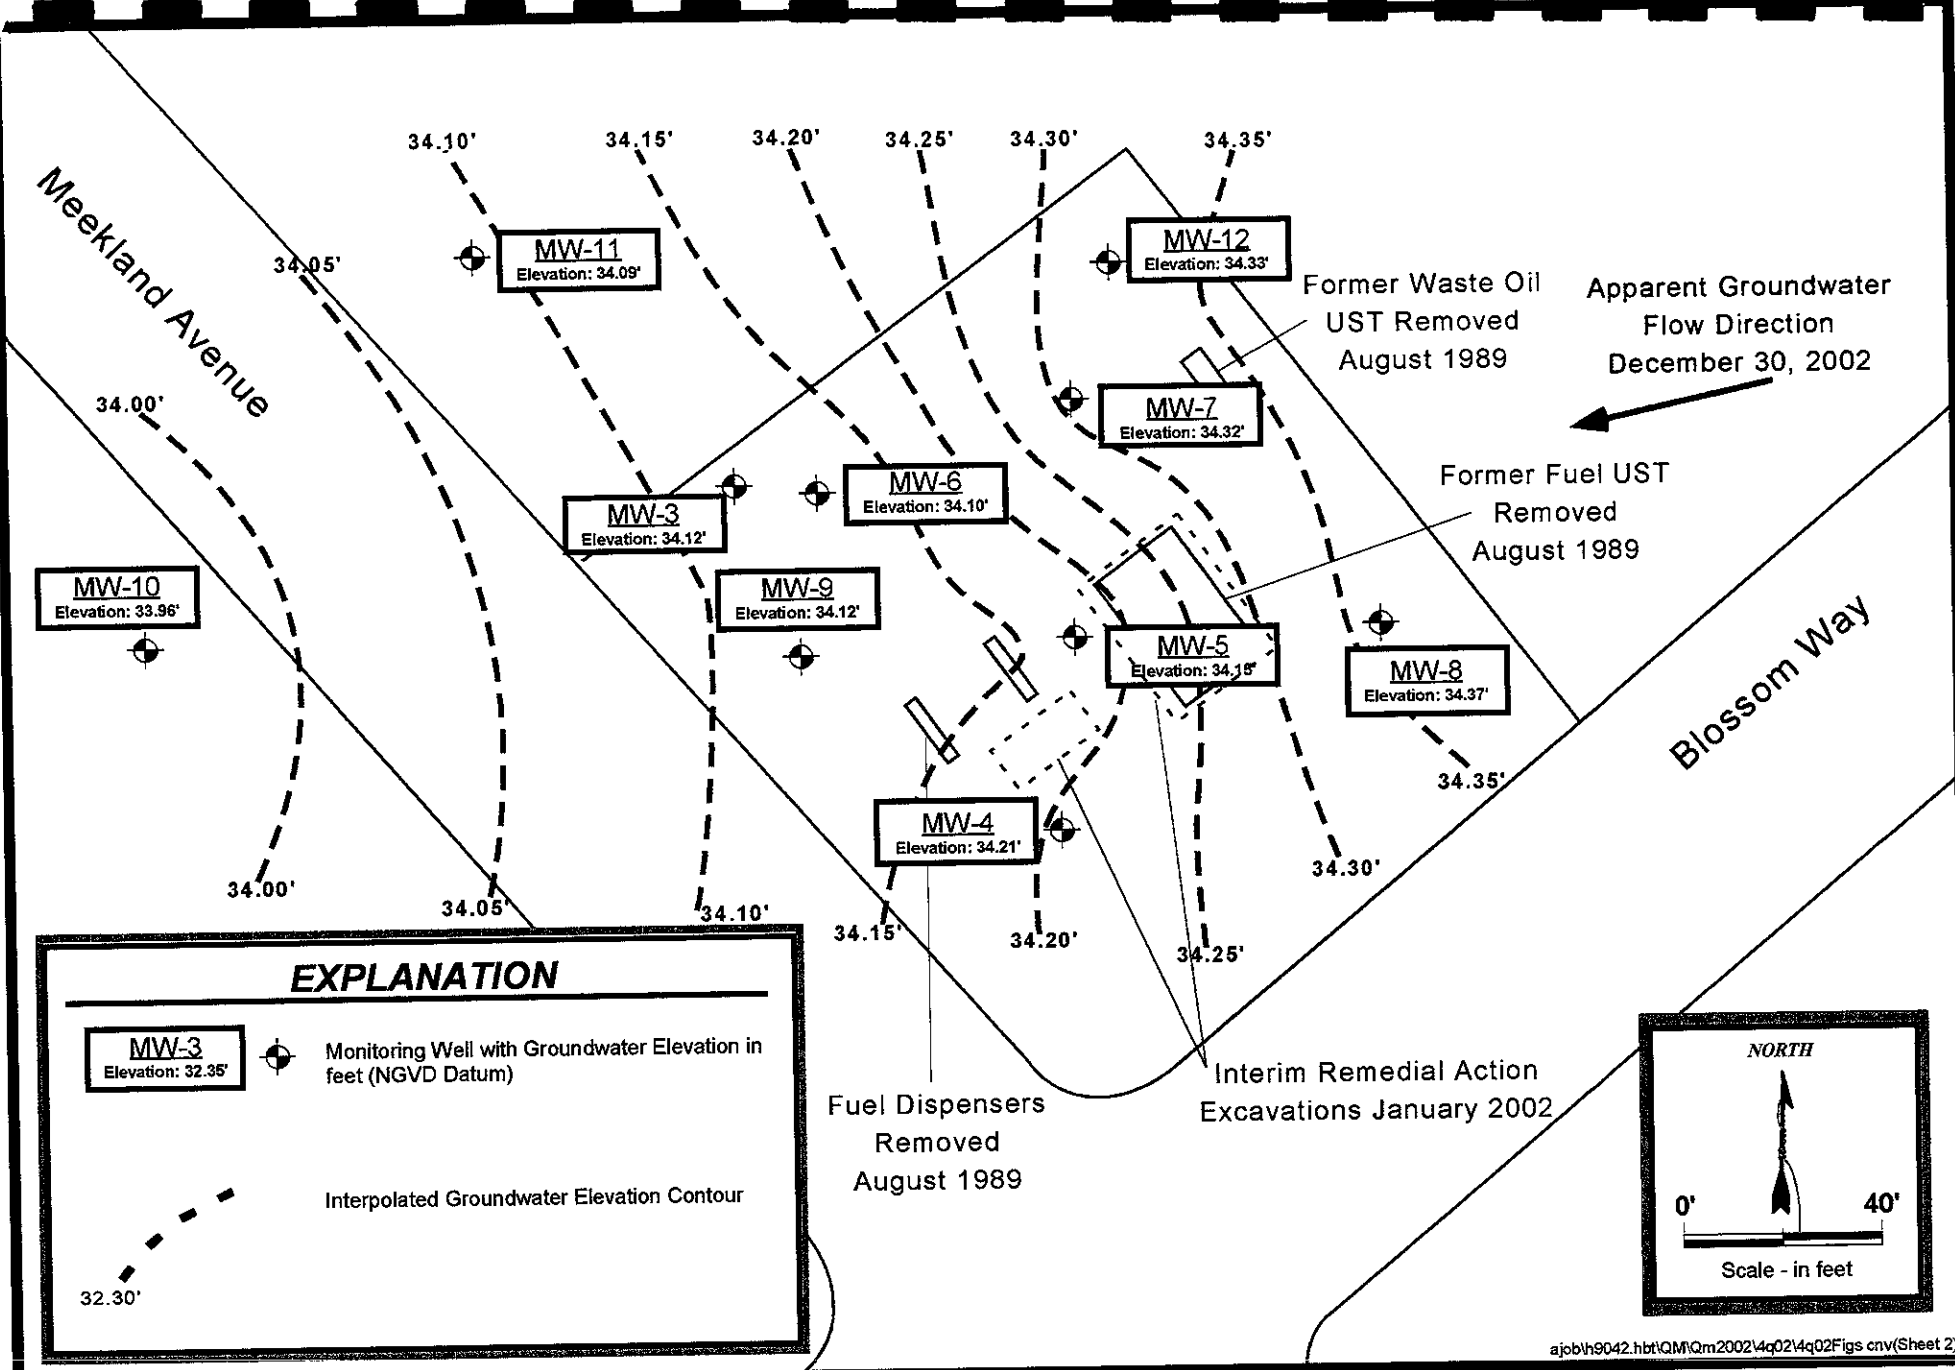 34.10'
34.15'
34.20'
34.25'
34.30'
34.35'
Meekland Avenue
MW-11
Elevation: 34.09'
MW-12
Elevation: 34.33'
34.05'
Former Waste Oil
UST Removed
August 1989
Apparent Groundwater
Flow Direction
December 30, 2002
34.00'
MW-7
Elevation: 34.32'
MW-6
Elevation: 34.10'
MW-3
Elevation: 34.12'
Former Fuel UST
Removed
August 1989
MW-10
Elevation: 33.96'
MW-9
Elevation: 34.12'
MW-5
Elevation:
MW-8
Elevation: 34.37'
Blossom Way
34.35'
MW-4
Elevation: 34.21'
34.30'
34.00'
34.05'
34.10'
34.15'
34.20'
34.25'
EXPLANATION
MW-3
Elevation: 32.35'
Monitoring Well with Groundwater Elevation in
feet (NGVD Datum)
Interpolated Groundwater Elevation Contour
32.30'
Fuel Dispensers
Removed
August 1989
Interim Remedial Action
Excavations January 2002
NORTH
0'
40'
Scale - in feet
ajob\h9042.hbt\QM\Qm2002\4q02\4q02Figs cnv(Sheet 2)